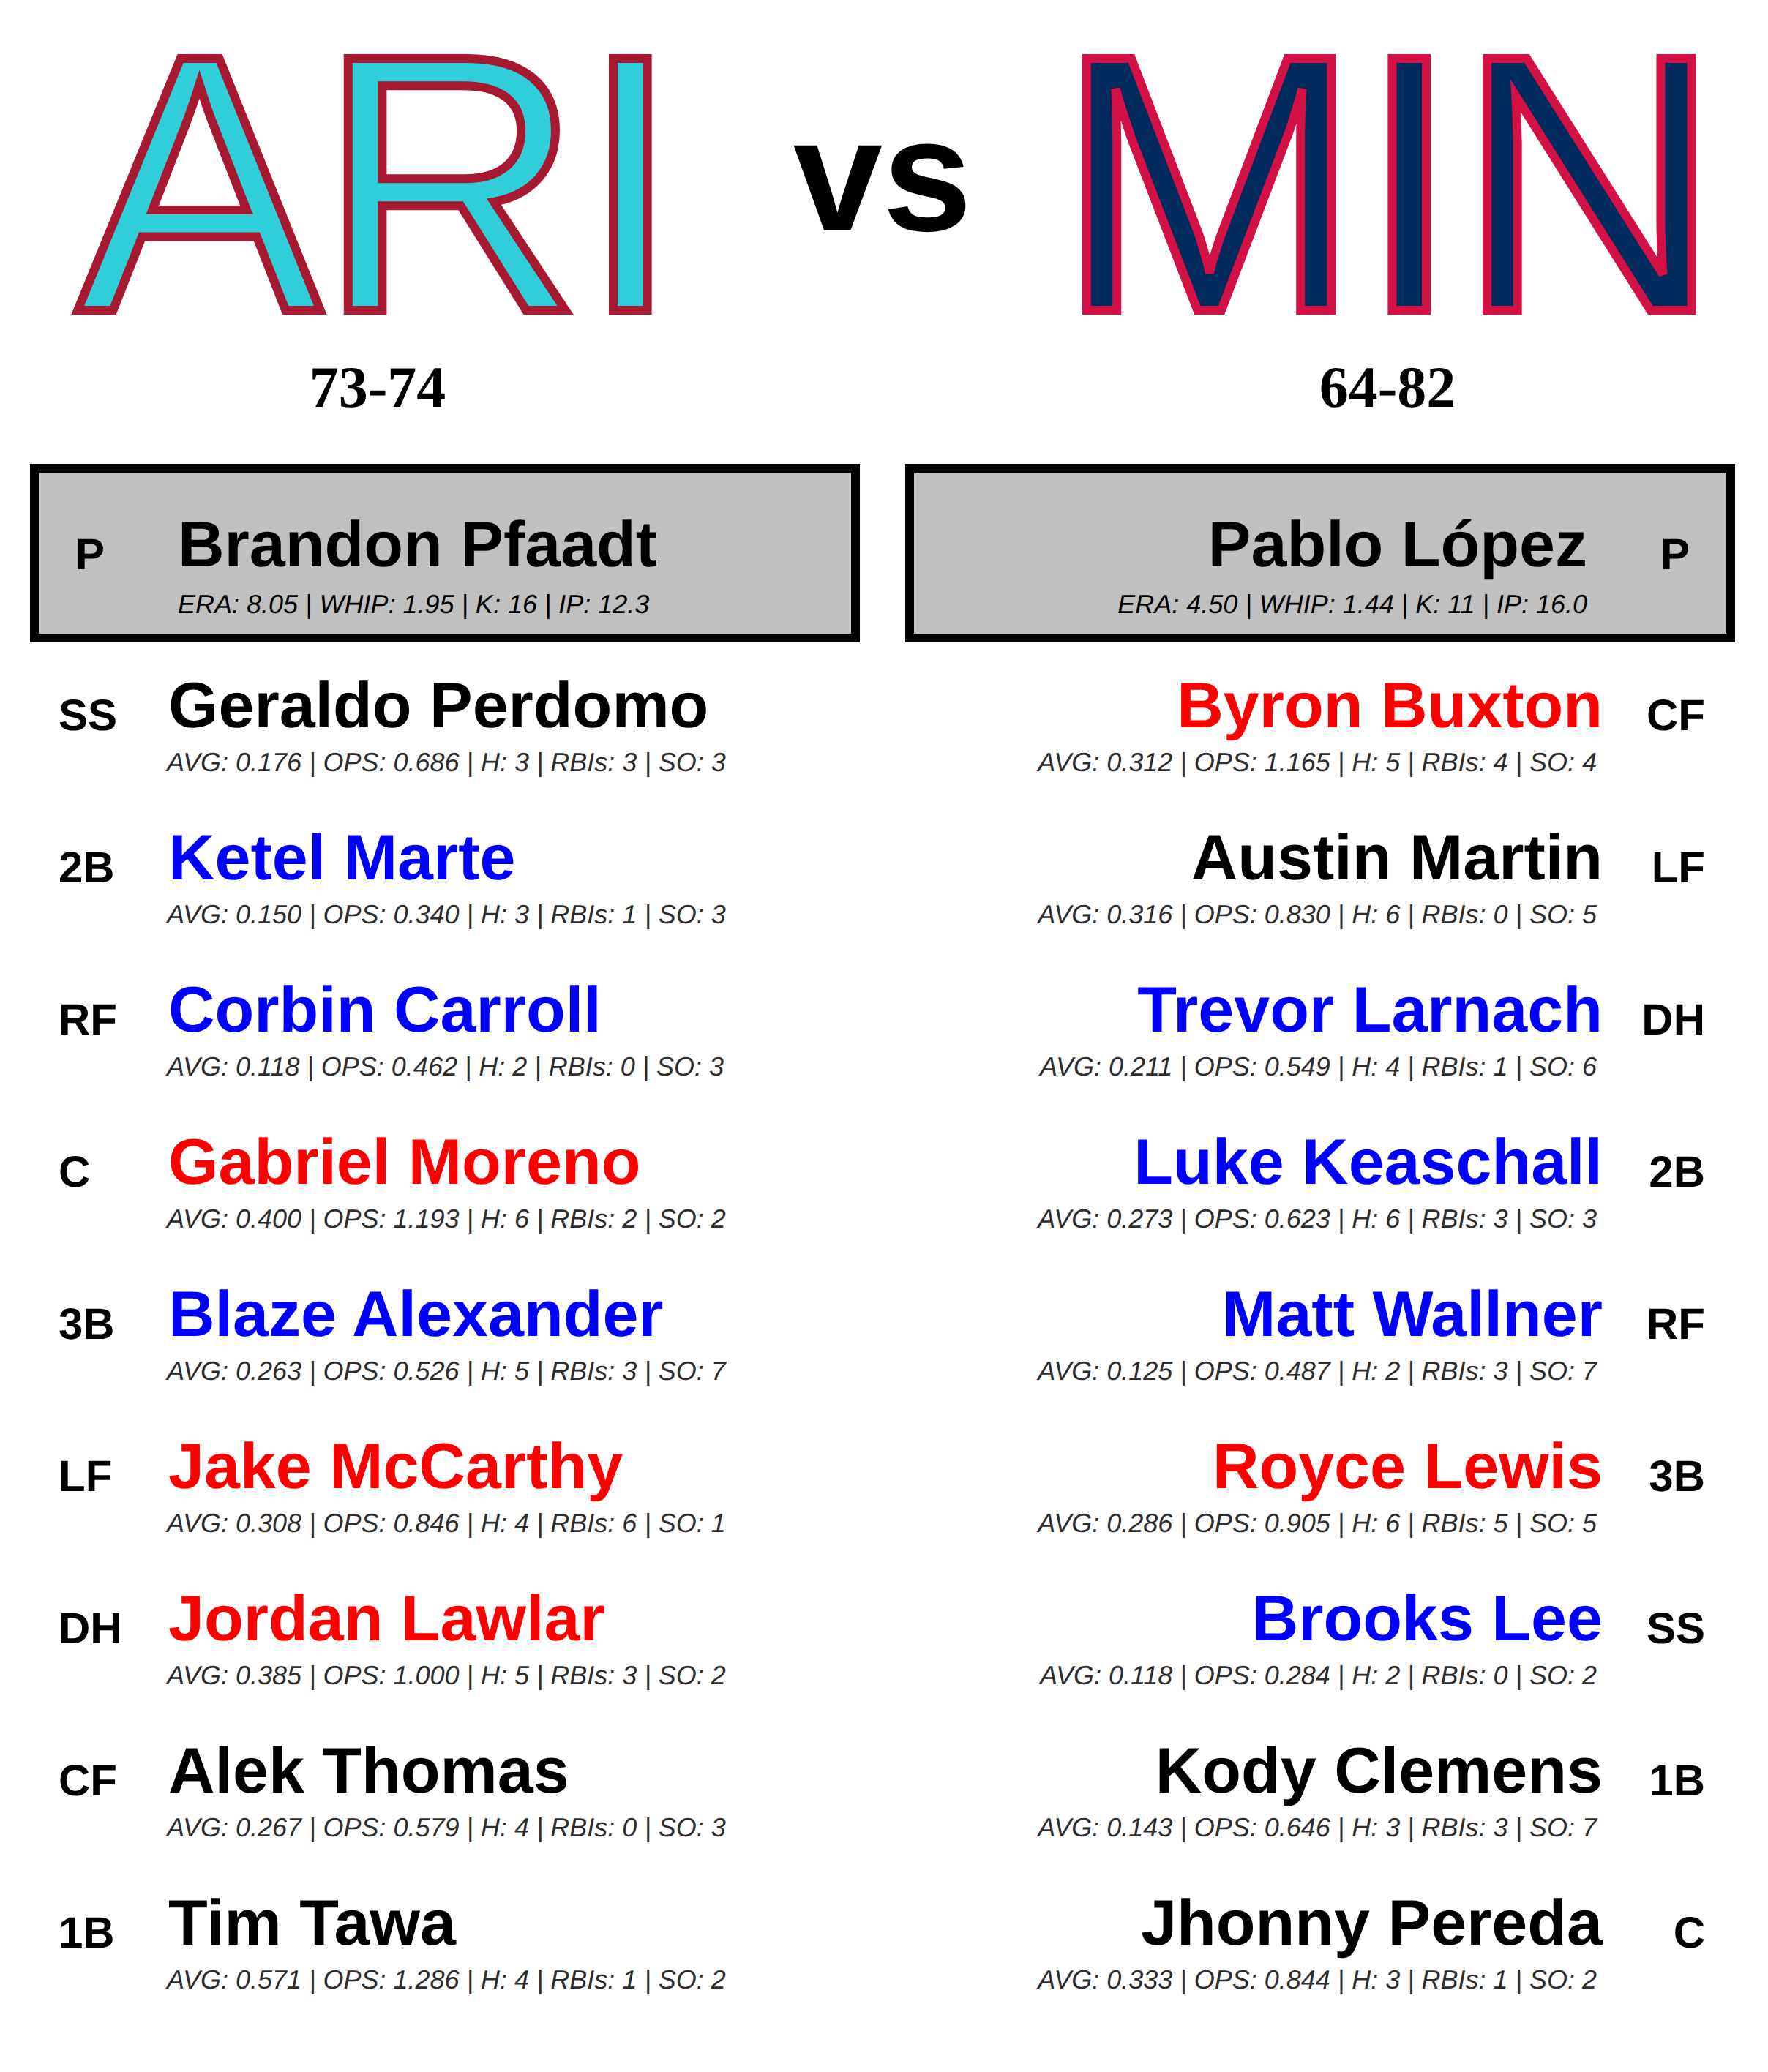 ARI vs MIN
73-74
64-82
P Brandon Pfaadt
ERA: 8.05 | WHIP: 1.95 | K: 16 | IP: 12.3
Pablo López P
ERA: 4.50 | WHIP: 1.44 | K: 11 | IP: 16.0
SS Geraldo Perdomo
AVG: 0.176 | OPS: 0.686 | H: 3 | RBIs: 3 | SO: 3
2B Ketel Marte
AVG: 0.150 | OPS: 0.340 | H: 3 | RBIs: 1 | SO: 3
RF Corbin Carroll
AVG: 0.118 | OPS: 0.462 | H: 2 | RBIs: 0 | SO: 3
C Gabriel Moreno
AVG: 0.400 | OPS: 1.193 | H: 6 | RBIs: 2 | SO: 2
3B Blaze Alexander
AVG: 0.263 | OPS: 0.526 | H: 5 | RBIs: 3 | SO: 7
LF Jake McCarthy
AVG: 0.308 | OPS: 0.846 | H: 4 | RBIs: 6 | SO: 1
DH Jordan Lawlar
AVG: 0.385 | OPS: 1.000 | H: 5 | RBIs: 3 | SO: 2
CF Alek Thomas
AVG: 0.267 | OPS: 0.579 | H: 4 | RBIs: 0 | SO: 3
1B Tim Tawa
AVG: 0.571 | OPS: 1.286 | H: 4 | RBIs: 1 | SO: 2
Byron Buxton CF
AVG: 0.312 | OPS: 1.165 | H: 5 | RBIs: 4 | SO: 4
Austin Martin LF
AVG: 0.316 | OPS: 0.830 | H: 6 | RBIs: 0 | SO: 5
Trevor Larnach DH
AVG: 0.211 | OPS: 0.549 | H: 4 | RBIs: 1 | SO: 6
Luke Keaschall 2B
AVG: 0.273 | OPS: 0.623 | H: 6 | RBIs: 3 | SO: 3
Matt Wallner RF
AVG: 0.125 | OPS: 0.487 | H: 2 | RBIs: 3 | SO: 7
Royce Lewis 3B
AVG: 0.286 | OPS: 0.905 | H: 6 | RBIs: 5 | SO: 5
Brooks Lee SS
AVG: 0.118 | OPS: 0.284 | H: 2 | RBIs: 0 | SO: 2
Kody Clemens 1B
AVG: 0.143 | OPS: 0.646 | H: 3 | RBIs: 3 | SO: 7
Jhonny Pereda C
AVG: 0.333 | OPS: 0.844 | H: 3 | RBIs: 1 | SO: 2